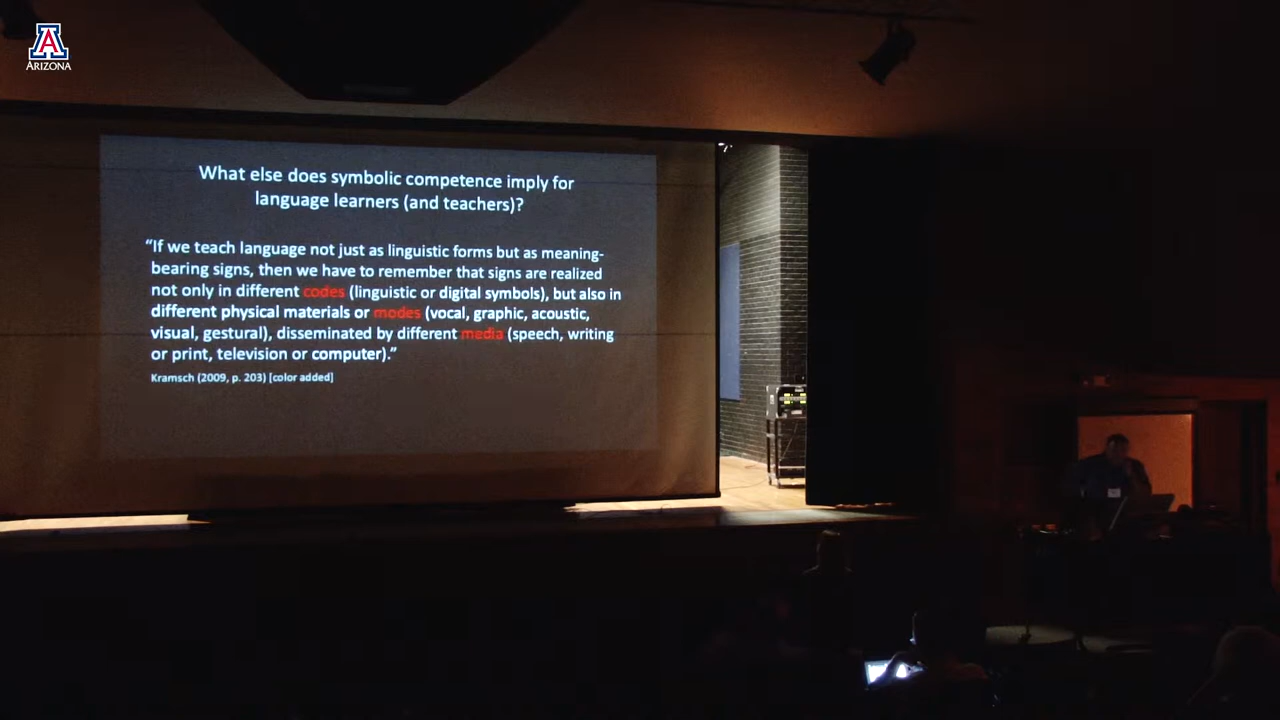 A
ARIZONA
What else does symbolic competence imply for
language learners (and teachers)?
“If we teach language not just as linguistic forms but as meaning-
bearing signs, then we have to remember that signs are realized
not only in different codes (linguistic or digital symbols), but also in
different physical materials or modes (vocal, graphic, acoustic,
visual, gestural), disseminated by different media (speech, writing
or print, television or computer).”
Kramsch (2009, p. 203) [color added]